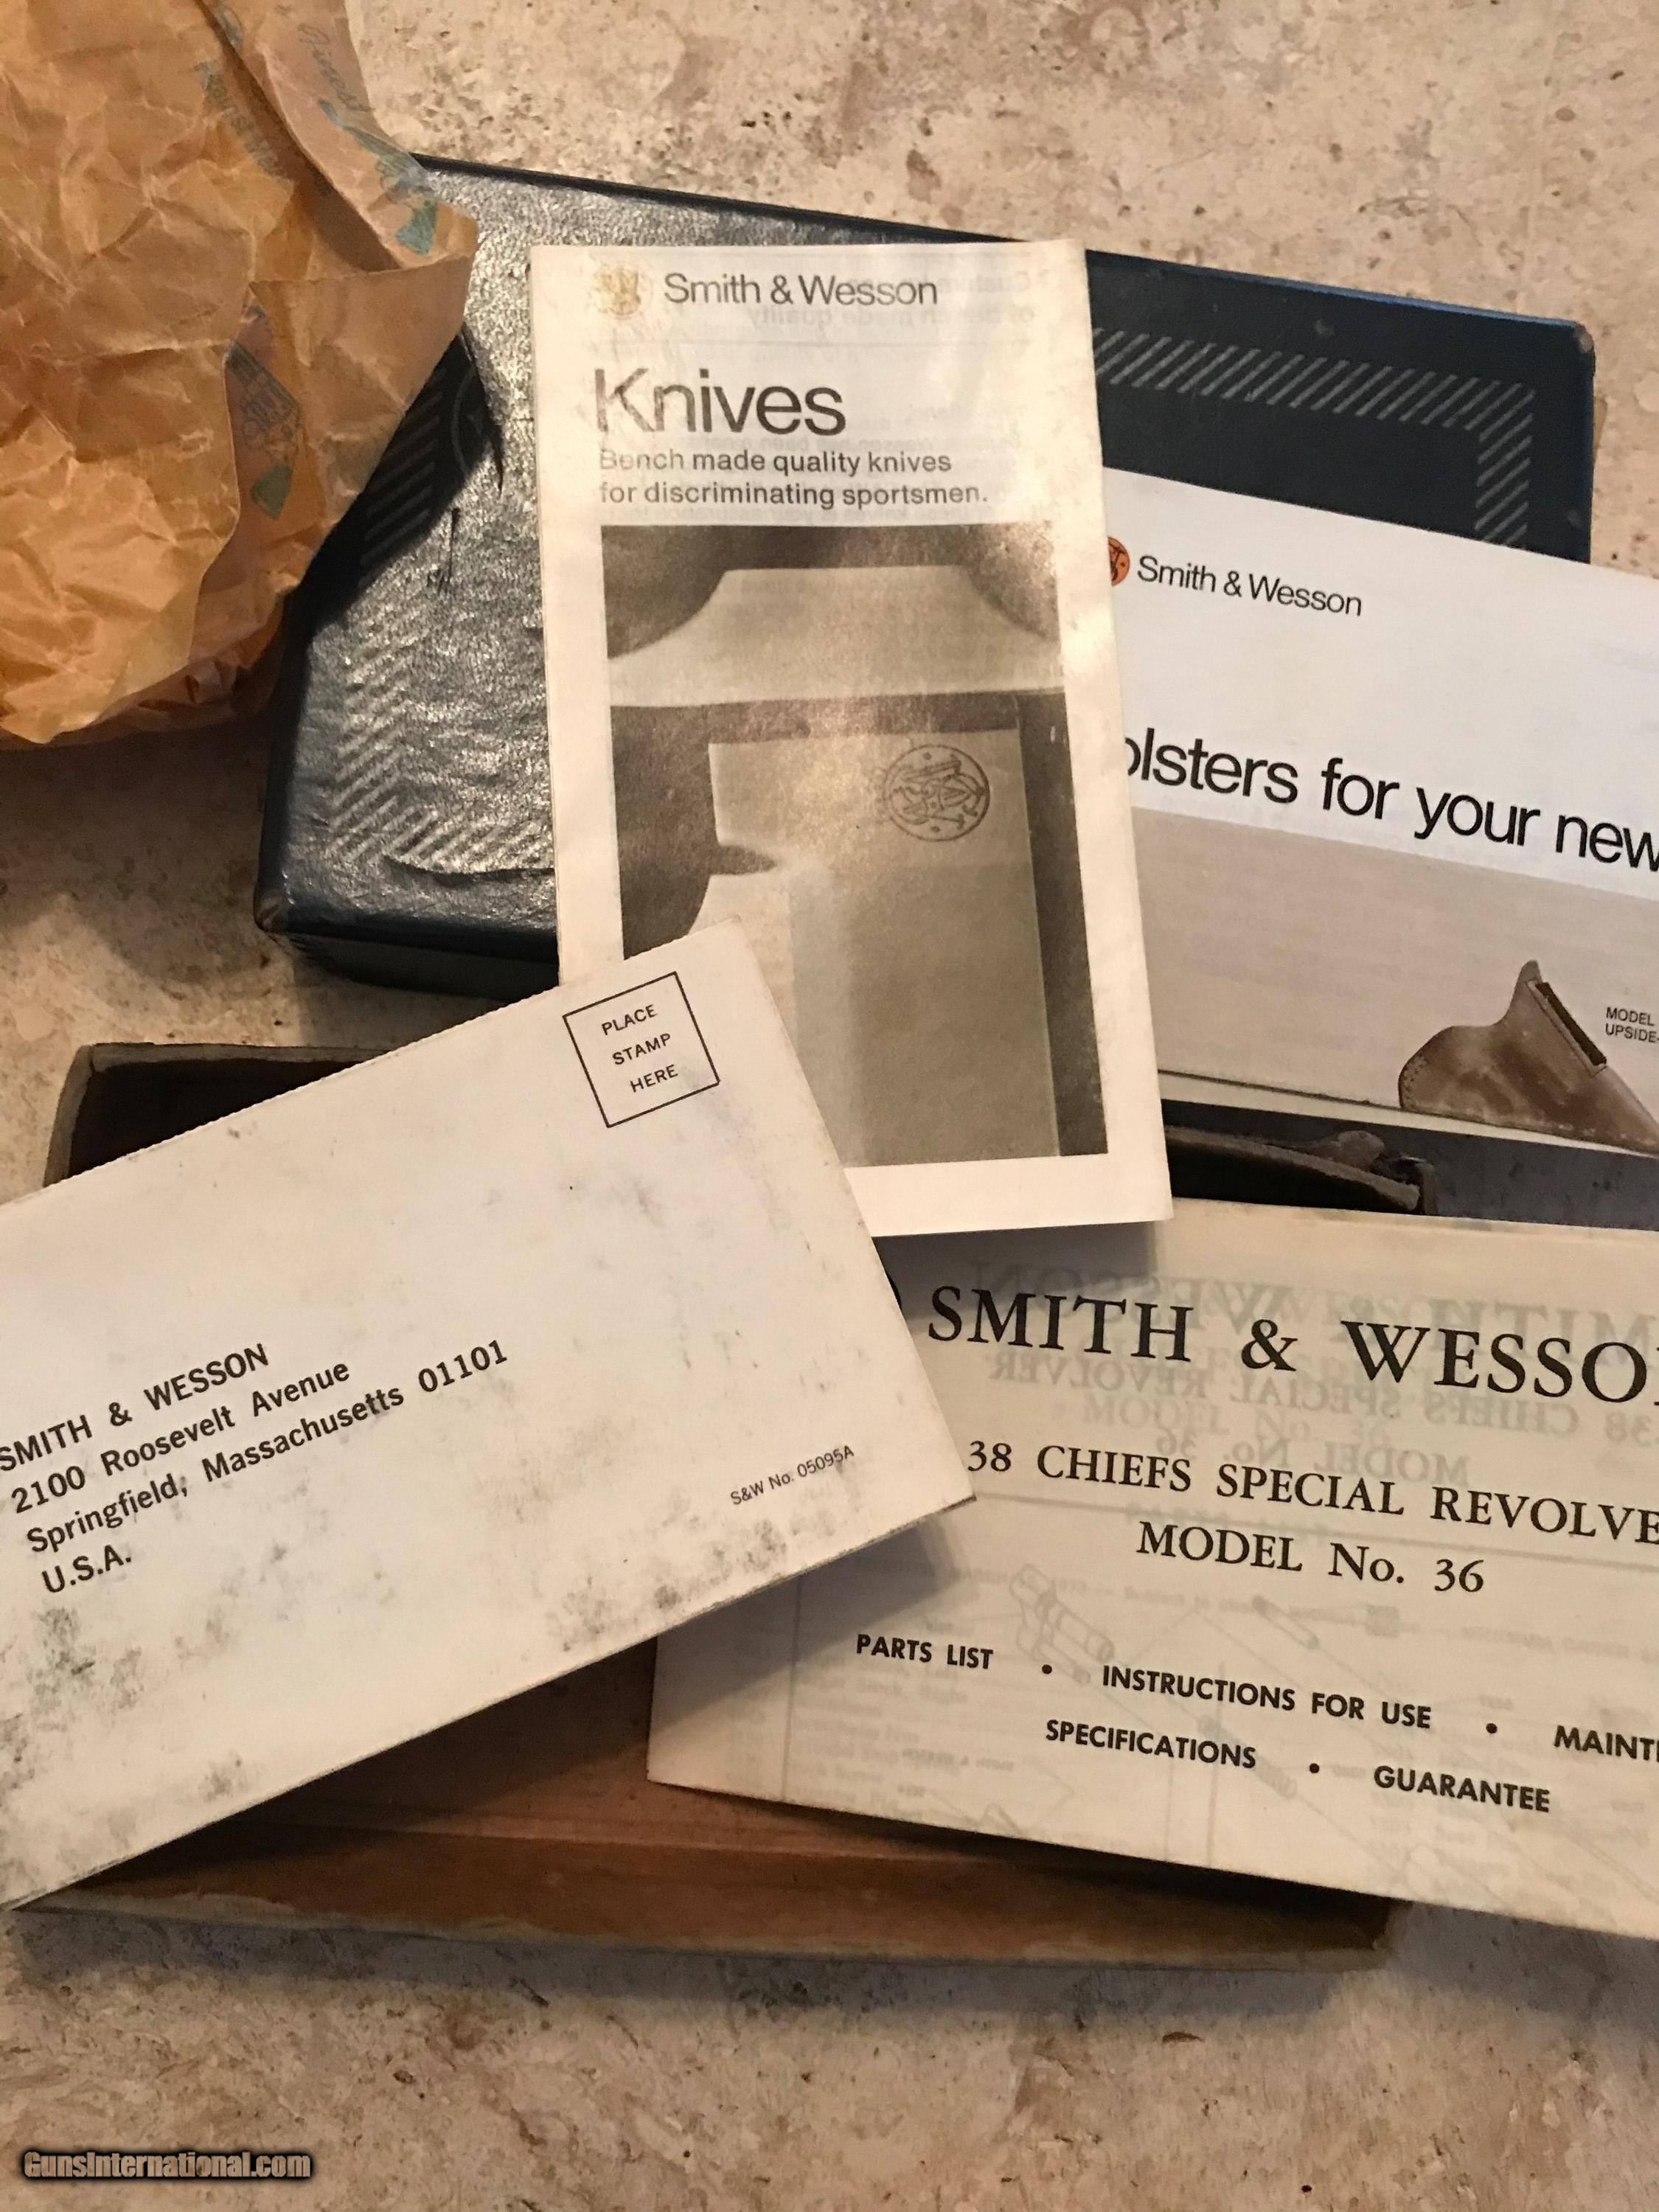 Smith & Wesson
Knives
Bench made quality knives
for discriminating sportsmen.
Smith & Wesson
olsters for your new
MODEL
UPSIDE-
PLACE
STAMP
HERE
SMITH & WESSON
2100 Roosevelt Avenue
Springfield, Massachusetts 01101
U.S.A.
S&W No. 05095A
SMITH & WESSO
38 CHIEFS SPECIAL REVOLVE
MODEL No. 36
PARTS LIST • INSTRUCTIONS FOR USE • MAINT
SPECIFICATIONS • GUARANTEE
GunsInternational.com